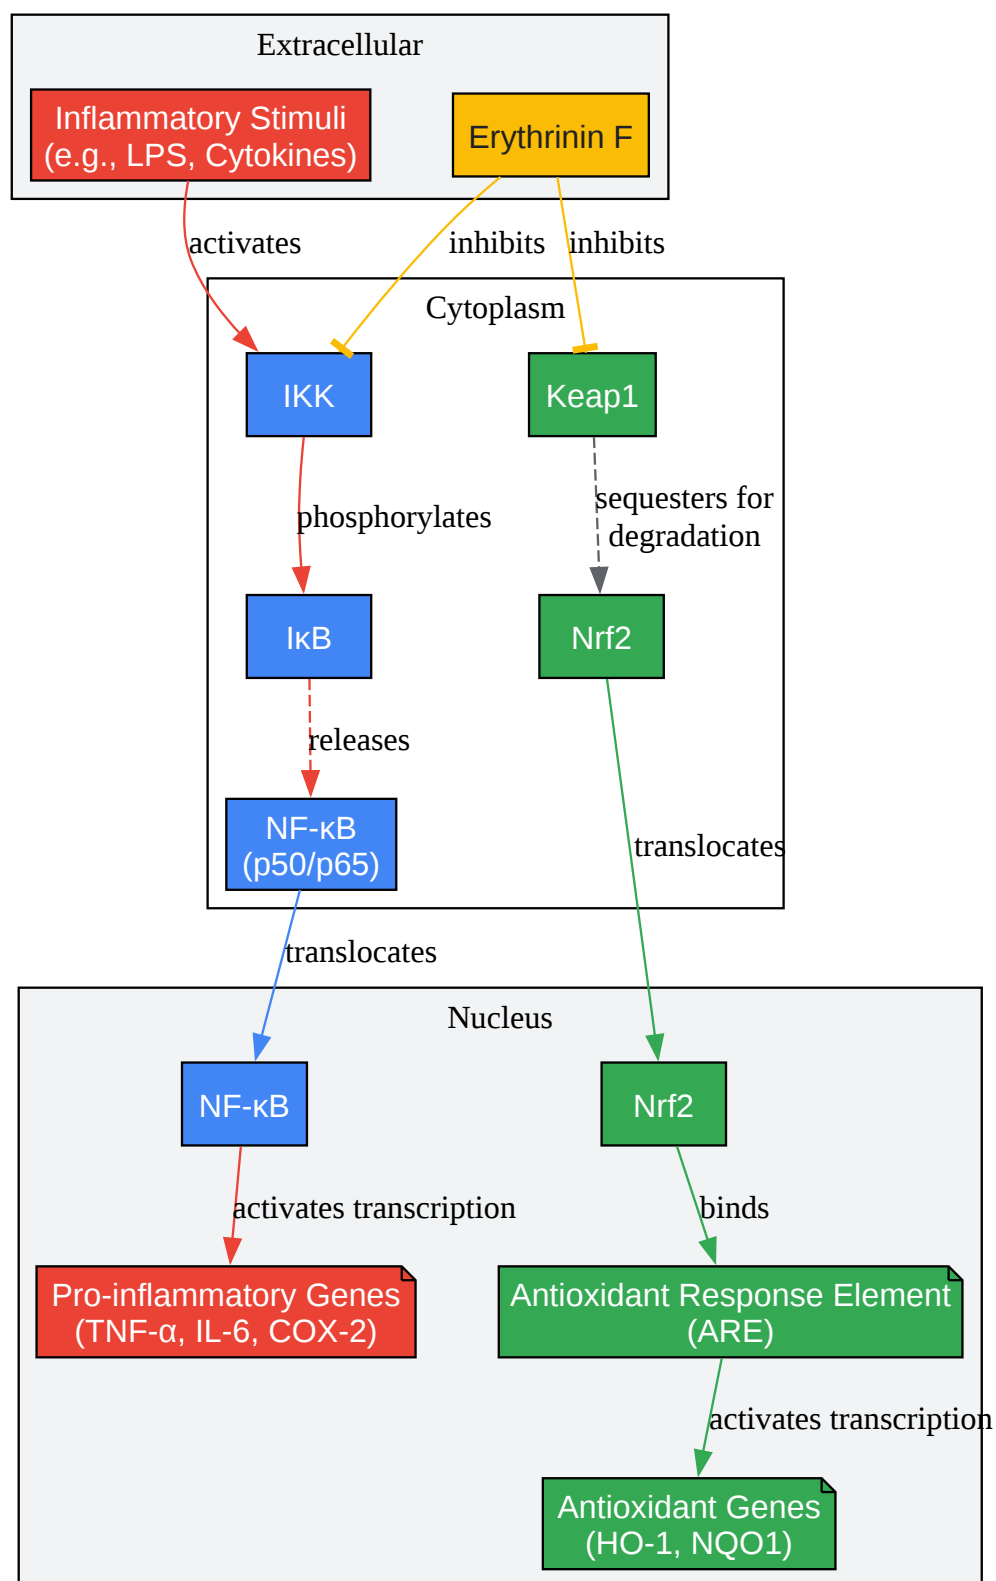 Extracellular
Inflammatory Stimuli
(e.g., LPS, Cytokines)
Erythrinin F
activates
inhibits
inhibits
Cytoplasm
IKK
Keap1
phosphorylates
sequesters for
degradation
IκB
Nrf2
releases
NF-κB
(p50/p65)
translocates
translocates
Nucleus
NF-κB
Nrf2
activates transcription
binds
Pro-inflammatory Genes
(TNF-α, IL-6, COX-2)
Antioxidant Response Element
(ARE)
activates transcription
Antioxidant Genes
(HO-1, NQO1)